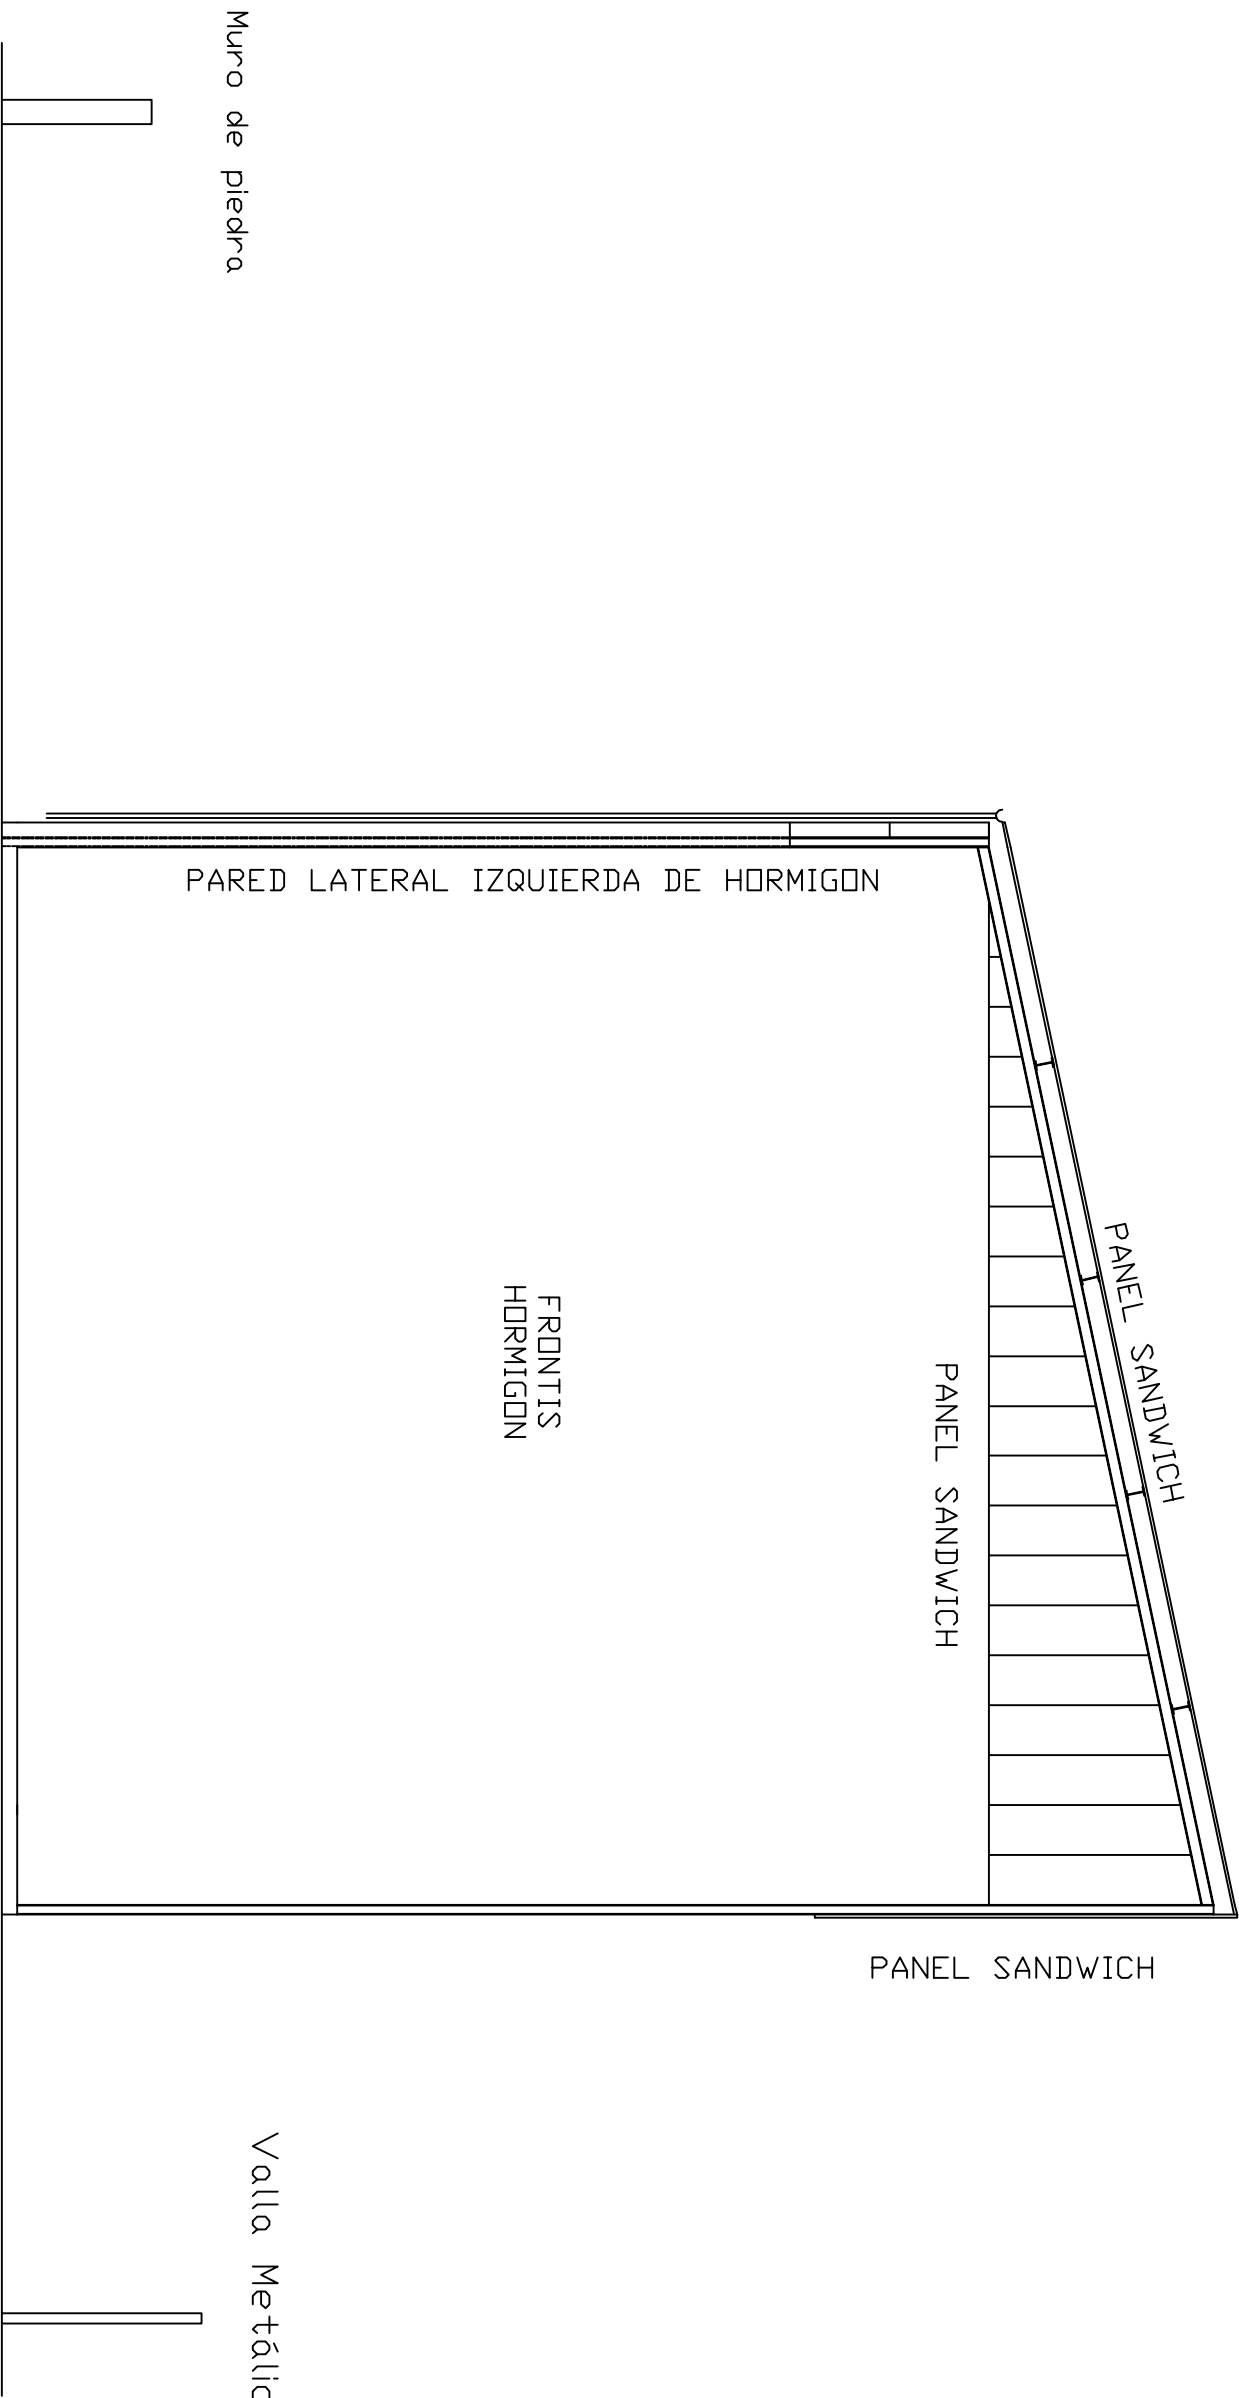 Muro de piedra
PARED LATERAL IZQUIERDA DE HORMIGON
PANEL SANDWICH
PANEL SANDWICH
FRONTIS
HORMIGON
PANEL SANDWICH
Valla Metálic